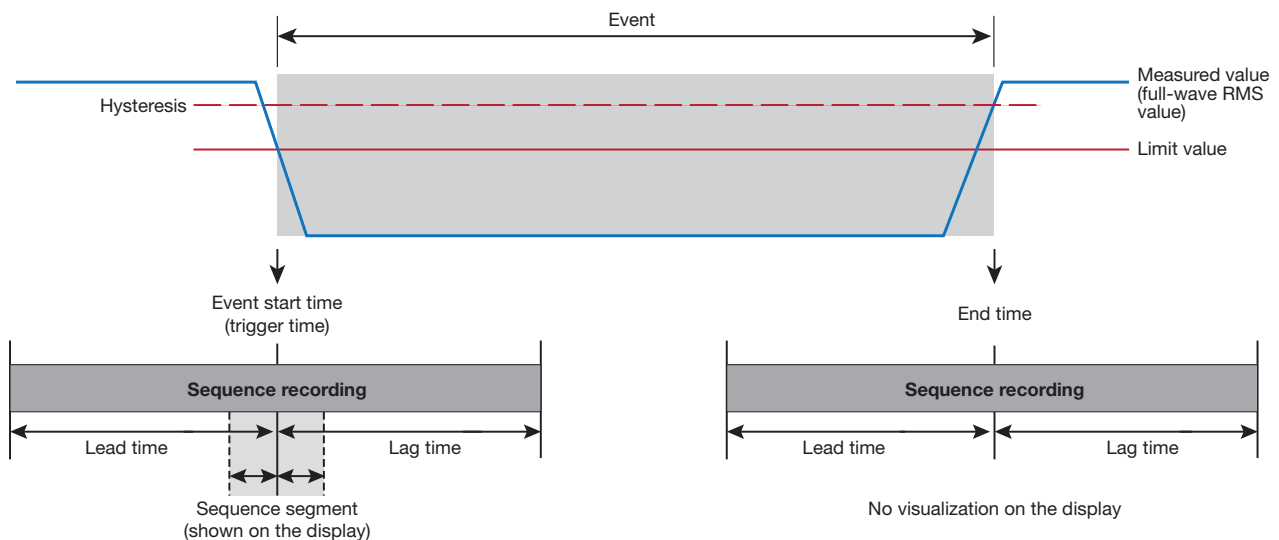 Event
Measured value
(full-wave RMS
value)
Hysteresis
Limit value
Event start time
(trigger time)
End time
Sequence recording
Sequence recording
Lead time
Lag time
Lead time
Lag time
Sequence segment
(shown on the display)
No visualization on the display